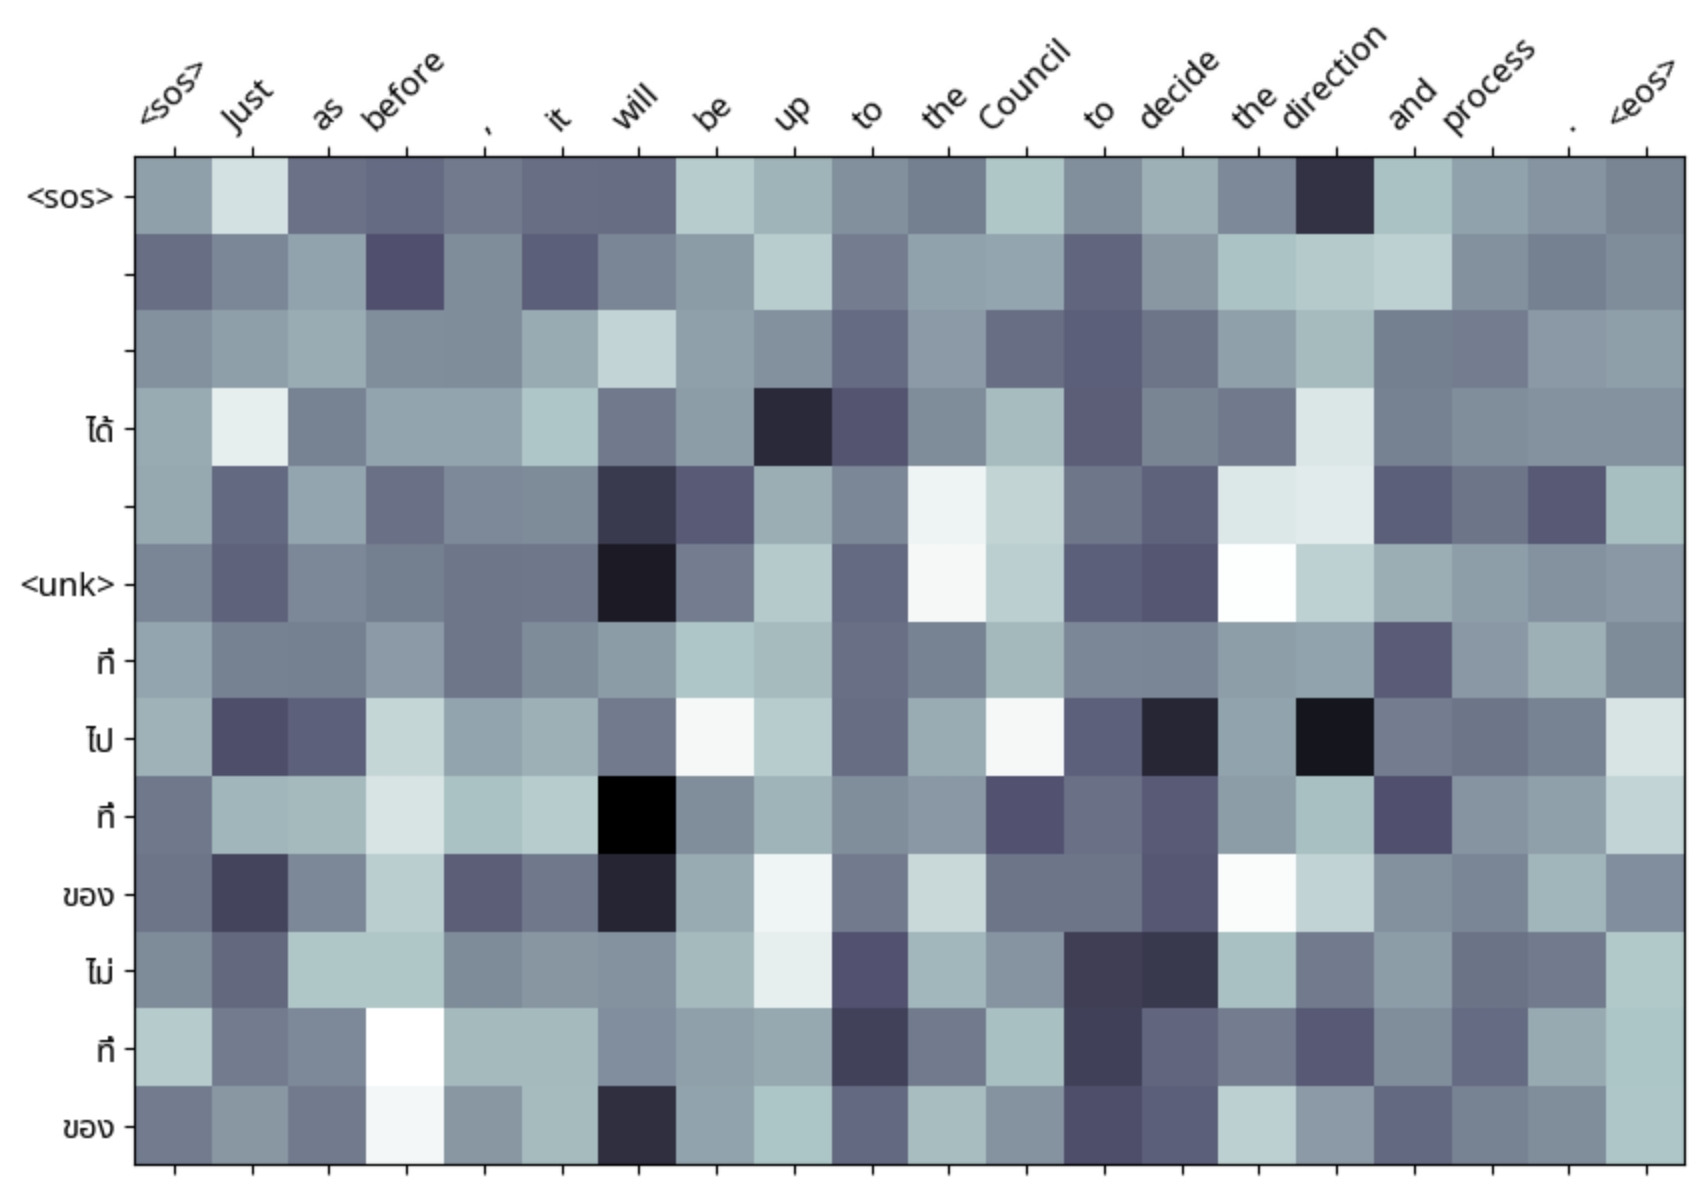 <sos> Just as before , it will be up to the Council to decide the direction and process . <eos>
<sos>
ได้
<unk>
ที่
ไป
ที่
ของ
ไม่
ที่
ของ